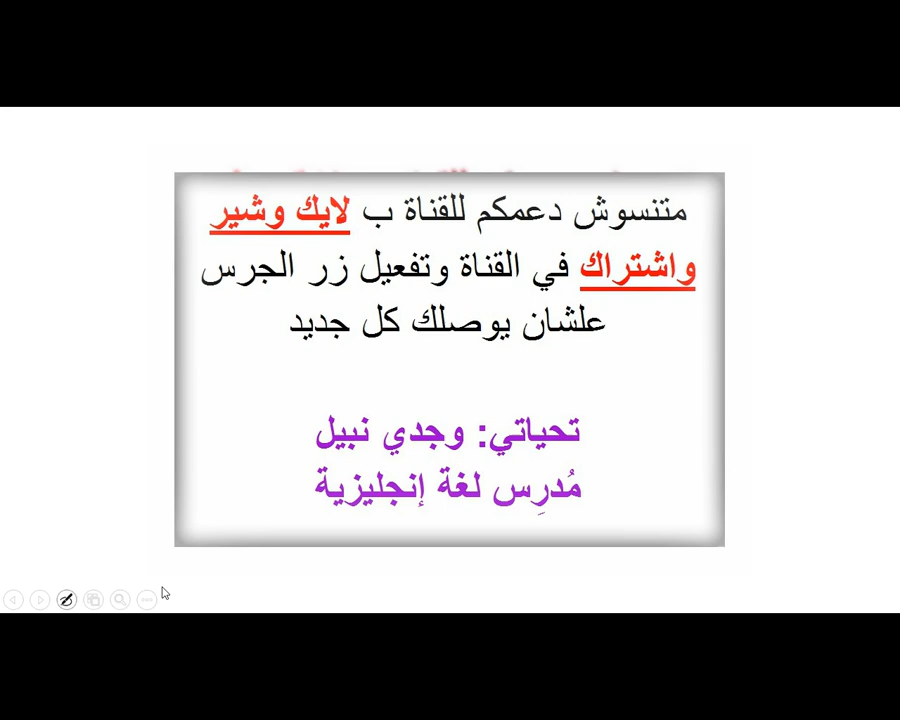 متنسوش دعمكم للقناة ب لايك وشير
واشتراك في القناة وتفعيل زر الجرس
علشان يوصلك كل جديد
تحياتي: وجدي نبيل
مُدرِس لغة إنجليزية